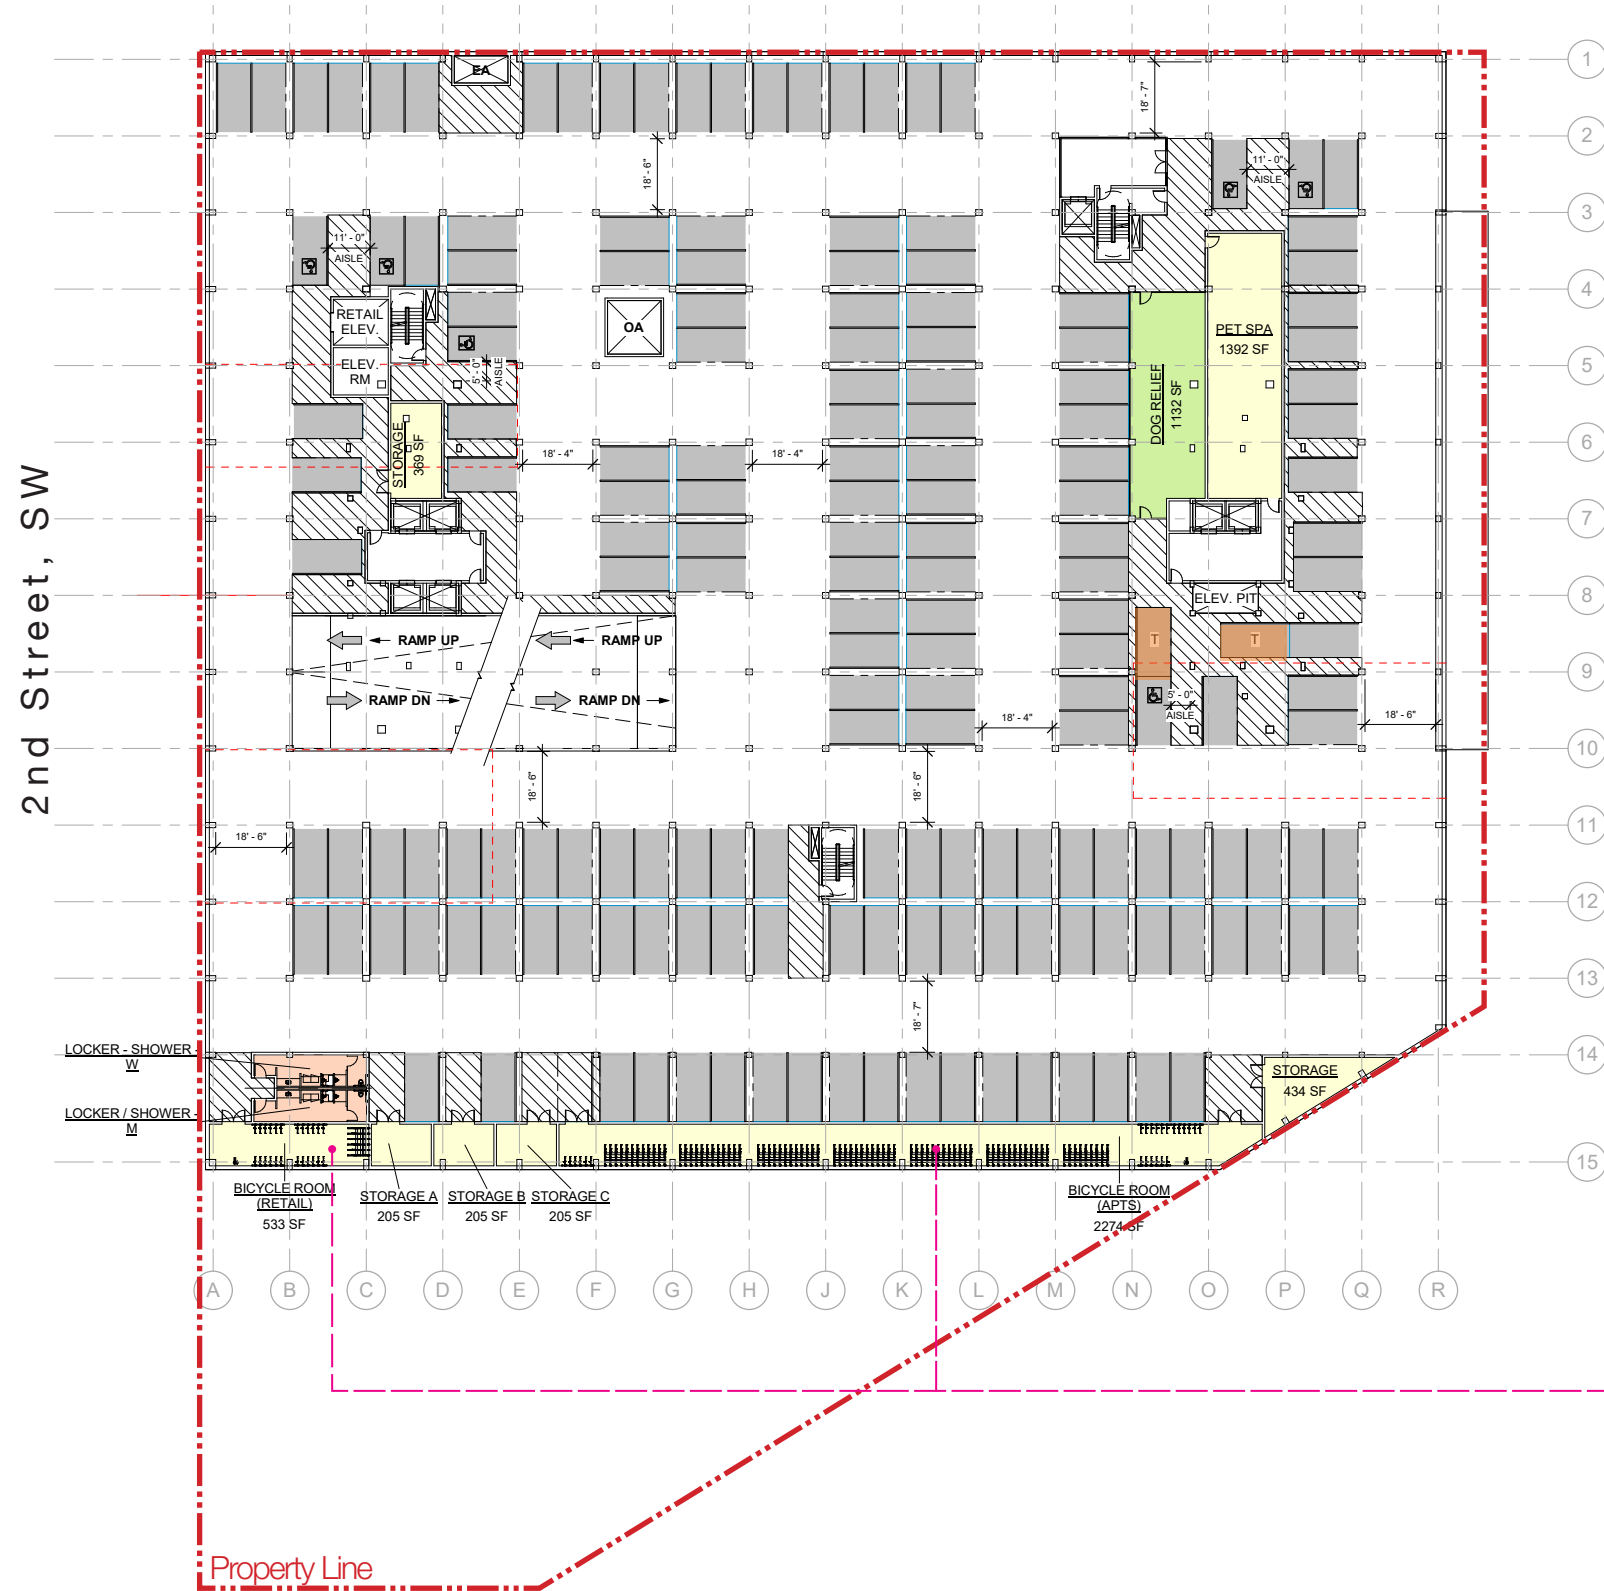 EA
1
18' - 7"
2
18' - 6"
11' - 0"
AISLE
3
11' - 0"
AISLE
4
RETAIL
ELEV.
OA
PET SPA
1392 SF
ELEV.
RM
5' - 0"
AISLE
5
DOG RELIEF
1132 SF
STORAGE
369 SF
6
18' - 4"
18' - 4"
2nd Street, SW
7
ELEV. PIT
8
RAMP UP
RAMP UP
T
T
9
RAMP DN
RAMP DN
5' - 0"
AISLE
18' - 4"
18' - 6"
10
18' - 6"
18' - 6"
11
18' - 6"
12
13
18' - 7"
LOCKER - SHOWER -
W
14
STORAGE
434 SF
LOCKER / SHOWER -
M
15
BICYCLE ROOM
(RETAIL)
533 SF
STORAGE A
205 SF
STORAGE B
205 SF
STORAGE C
205 SF
BICYCLE ROOM
(APTS)
2274 SF
A B C D E F G H J K L M N O P Q R
Property Line